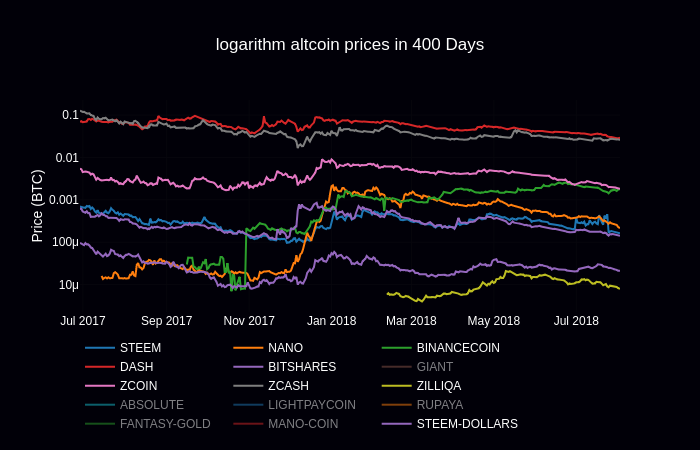 logarithm altcoin prices in 400 Days
Price (BTC)
0.1
0.01
0.001
100μ
10μ
Jul 2017 Sep 2017 Nov 2017 Jan 2018 Mar 2018 May 2018 Jul 2018
STEEM NANO BINANCECOIN
DASH BITSHARES GIANT
ZCOIN ZCASH ZILLIQA
ABSOLUTE LIGHTPAYCOIN RUPAYA
FANTASY-GOLD MANO-COIN STEEM-DOLLARS